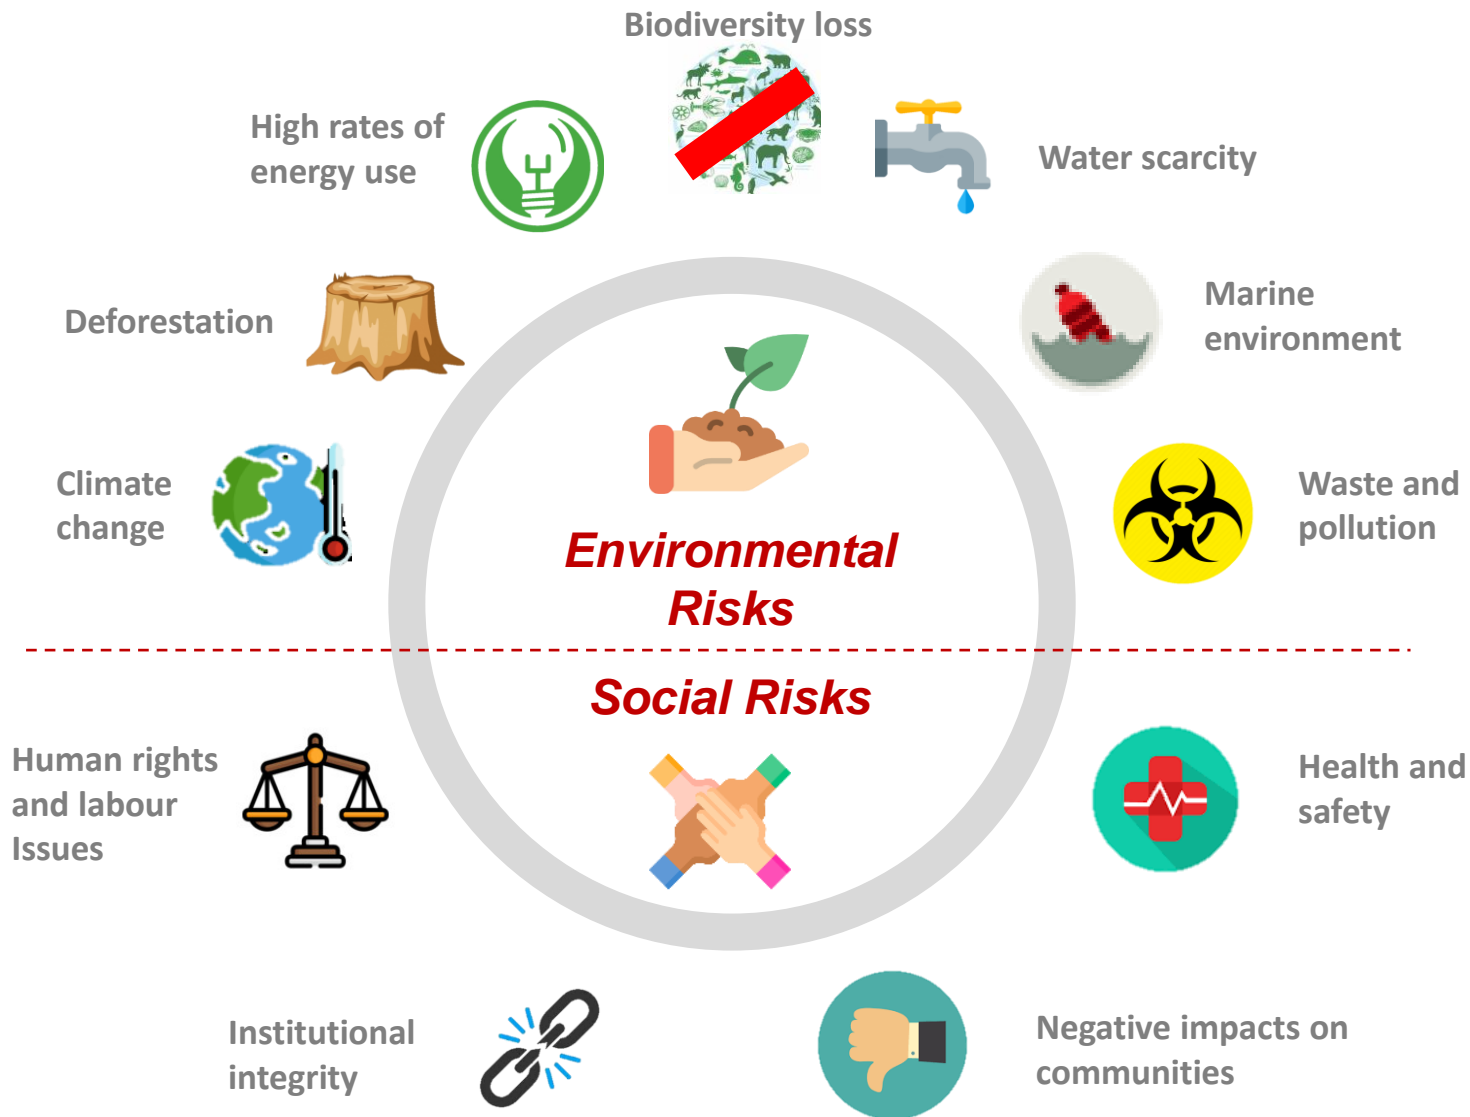 Biodiversity loss
High rates of
energy use
Water scarcity
Deforestation
Marine
environment
Climate
change
Waste and
pollution
Environmental
Risks
Social Risks
Human rights
and labour
Issues
Health and
safety
Institutional
integrity
Negative impacts on
communities